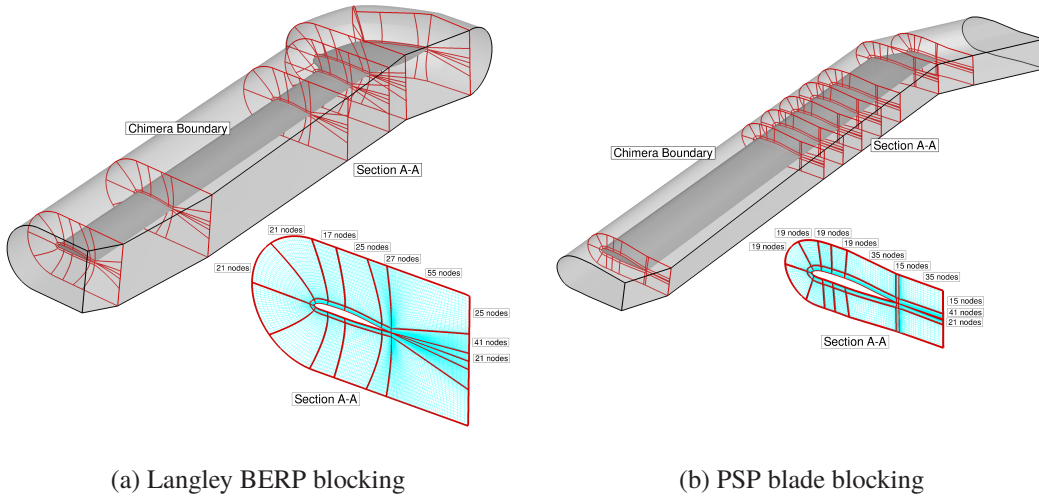 Chimera Boundary
Section A-A
21 nodes
17 nodes
25 nodes
27 nodes
55 nodes
21 nodes
25 nodes
41 nodes
21 nodes
Section A-A
(a) Langley BERP blocking
Chimera Boundary
Section A-A
19 nodes
19 nodes
19 nodes
19 nodes
35 nodes
15 nodes
35 nodes
15 nodes
41 nodes
21 nodes
Section A-A
(b) PSP blade blocking